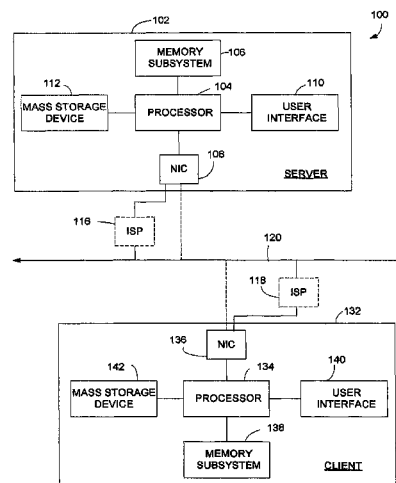 100
102
MEMORY
SUBSYSTEM
106
112
104
110
MASS STORAGE
DEVICE
PROCESSOR
USER
INTERFACE
NIC
108
SERVER
116
ISP
120
118
ISP
132
136
NIC
142
134
140
MASS STORAGE
DEVICE
PROCESSOR
USER
INTERFACE
138
MEMORY
SUBSYSTEM
CLIENT